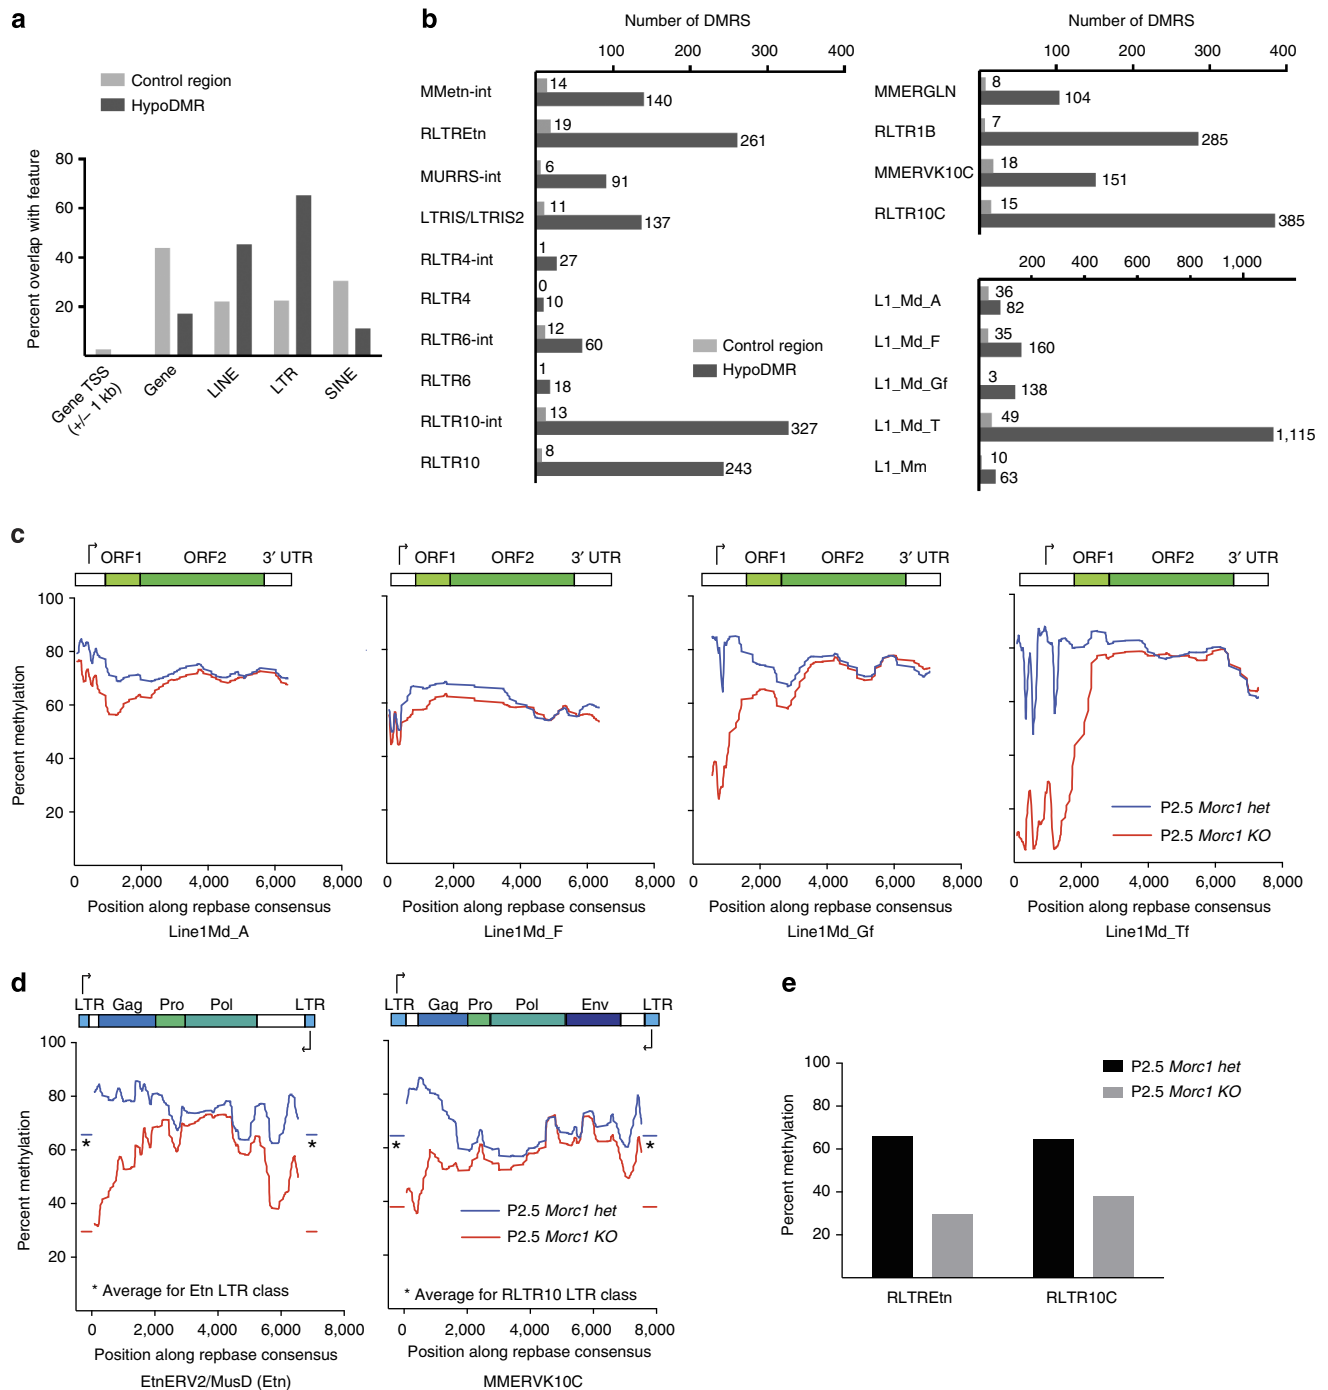 a
Control region
HypoDMR
Percent overlap with feature
80
60
40
20
Gene TSS
(+/− 1 kb)
Gene
LINE
LTR
SINE
b
Number of DMRS
100
200
300
400
MMetn-int
14
140
RLTREtn
19
261
MURRS-int
6
91
LTRIS/LTRIS2
11
137
RLTR4-int
1
27
RLTR4
0
10
RLTR6-int
12
60
RLTR6
1
18
RLTR10-int
13
327
RLTR10
8
243
Control region
HypoDMR
Number of DMRS
100
200
300
400
MMERGLN
8
104
RLTR1B
7
285
MMERVK10C
18
151
RLTR10C
15
385
200
400
600
800
1,000
L1_Md_A
36
82
L1_Md_F
35
160
L1_Md_Gf
3
138
L1_Md_T
49
1,115
L1_Mm
10
63
c
ORF1 ORF2 3′ UTR
Percent methylation
100
80
60
40
20
0 2,000 4,000 6,000 8,000
Position along repbase consensus
Line1Md_A
ORF1 ORF2 3′ UTR
0 2,000 4,000 6,000 8,000
Position along repbase consensus
Line1Md_F
ORF1 ORF2 3′ UTR
0 2,000 4,000 6,000 8,000
Position along repbase consensus
Line1Md_Gf
ORF1 ORF2 3′ UTR
P2.5 Morc1 het
P2.5 Morc1 KO
0 2,000 4,000 6,000 8,000
Position along repbase consensus
Line1Md_Tf
d
LTR Gag Pro Pol LTR
Percent methylation
100
80
60
40
20
*
*
* Average for Etn LTR class
0 2,000 4,000 6,000 8,000
Position along repbase consensus
EtnERV2/MusD (Etn)
LTR Gag Pro Pol Env LTR
*
*
P2.5 Morc1 het
P2.5 Morc1 KO
* Average for RLTR10 LTR class
0 2,000 4,000 6,000 8,000
Position along repbase consensus
MMERVK10C
e
P2.5 Morc1 het
P2.5 Morc1 KO
Percent methylation
100
80
60
40
20
RLTREtn
RLTR10C